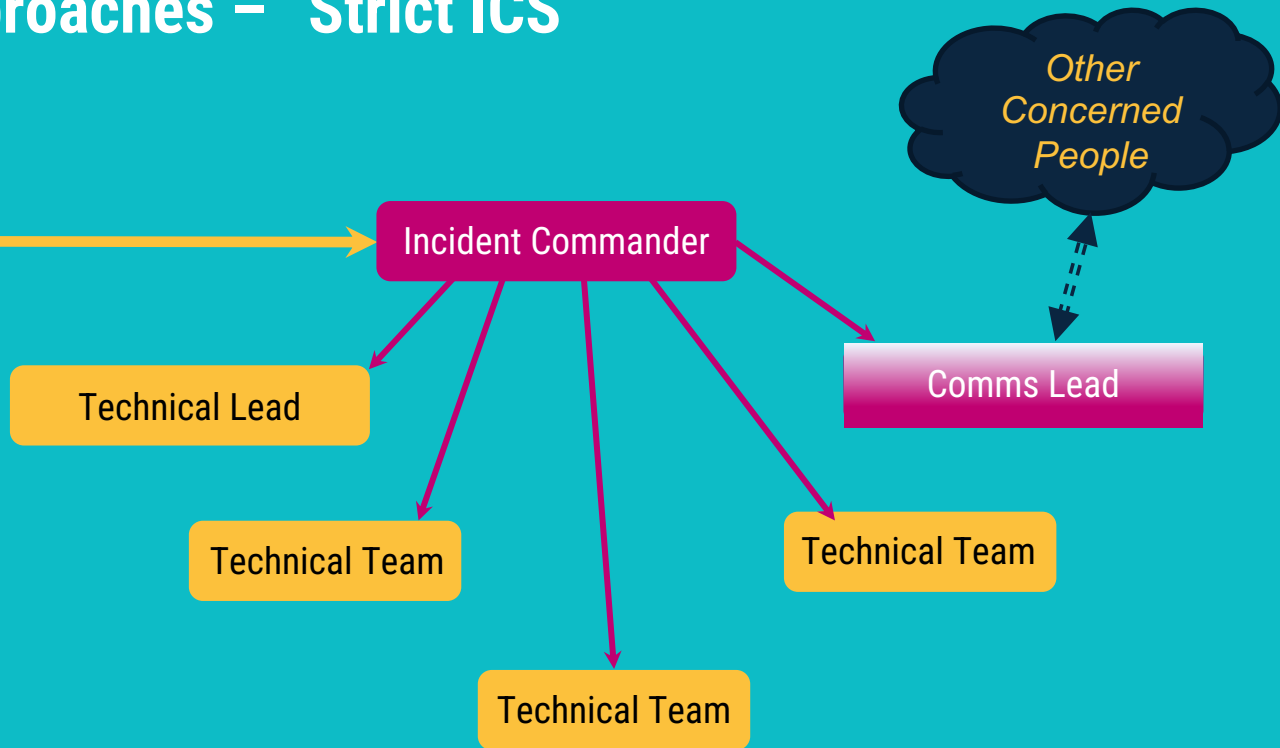 Strict ICS
Other
Concerned
People
Incident Commander
Comms Lead
Technical Lead
Technical Team
Technical Team
Technical Team